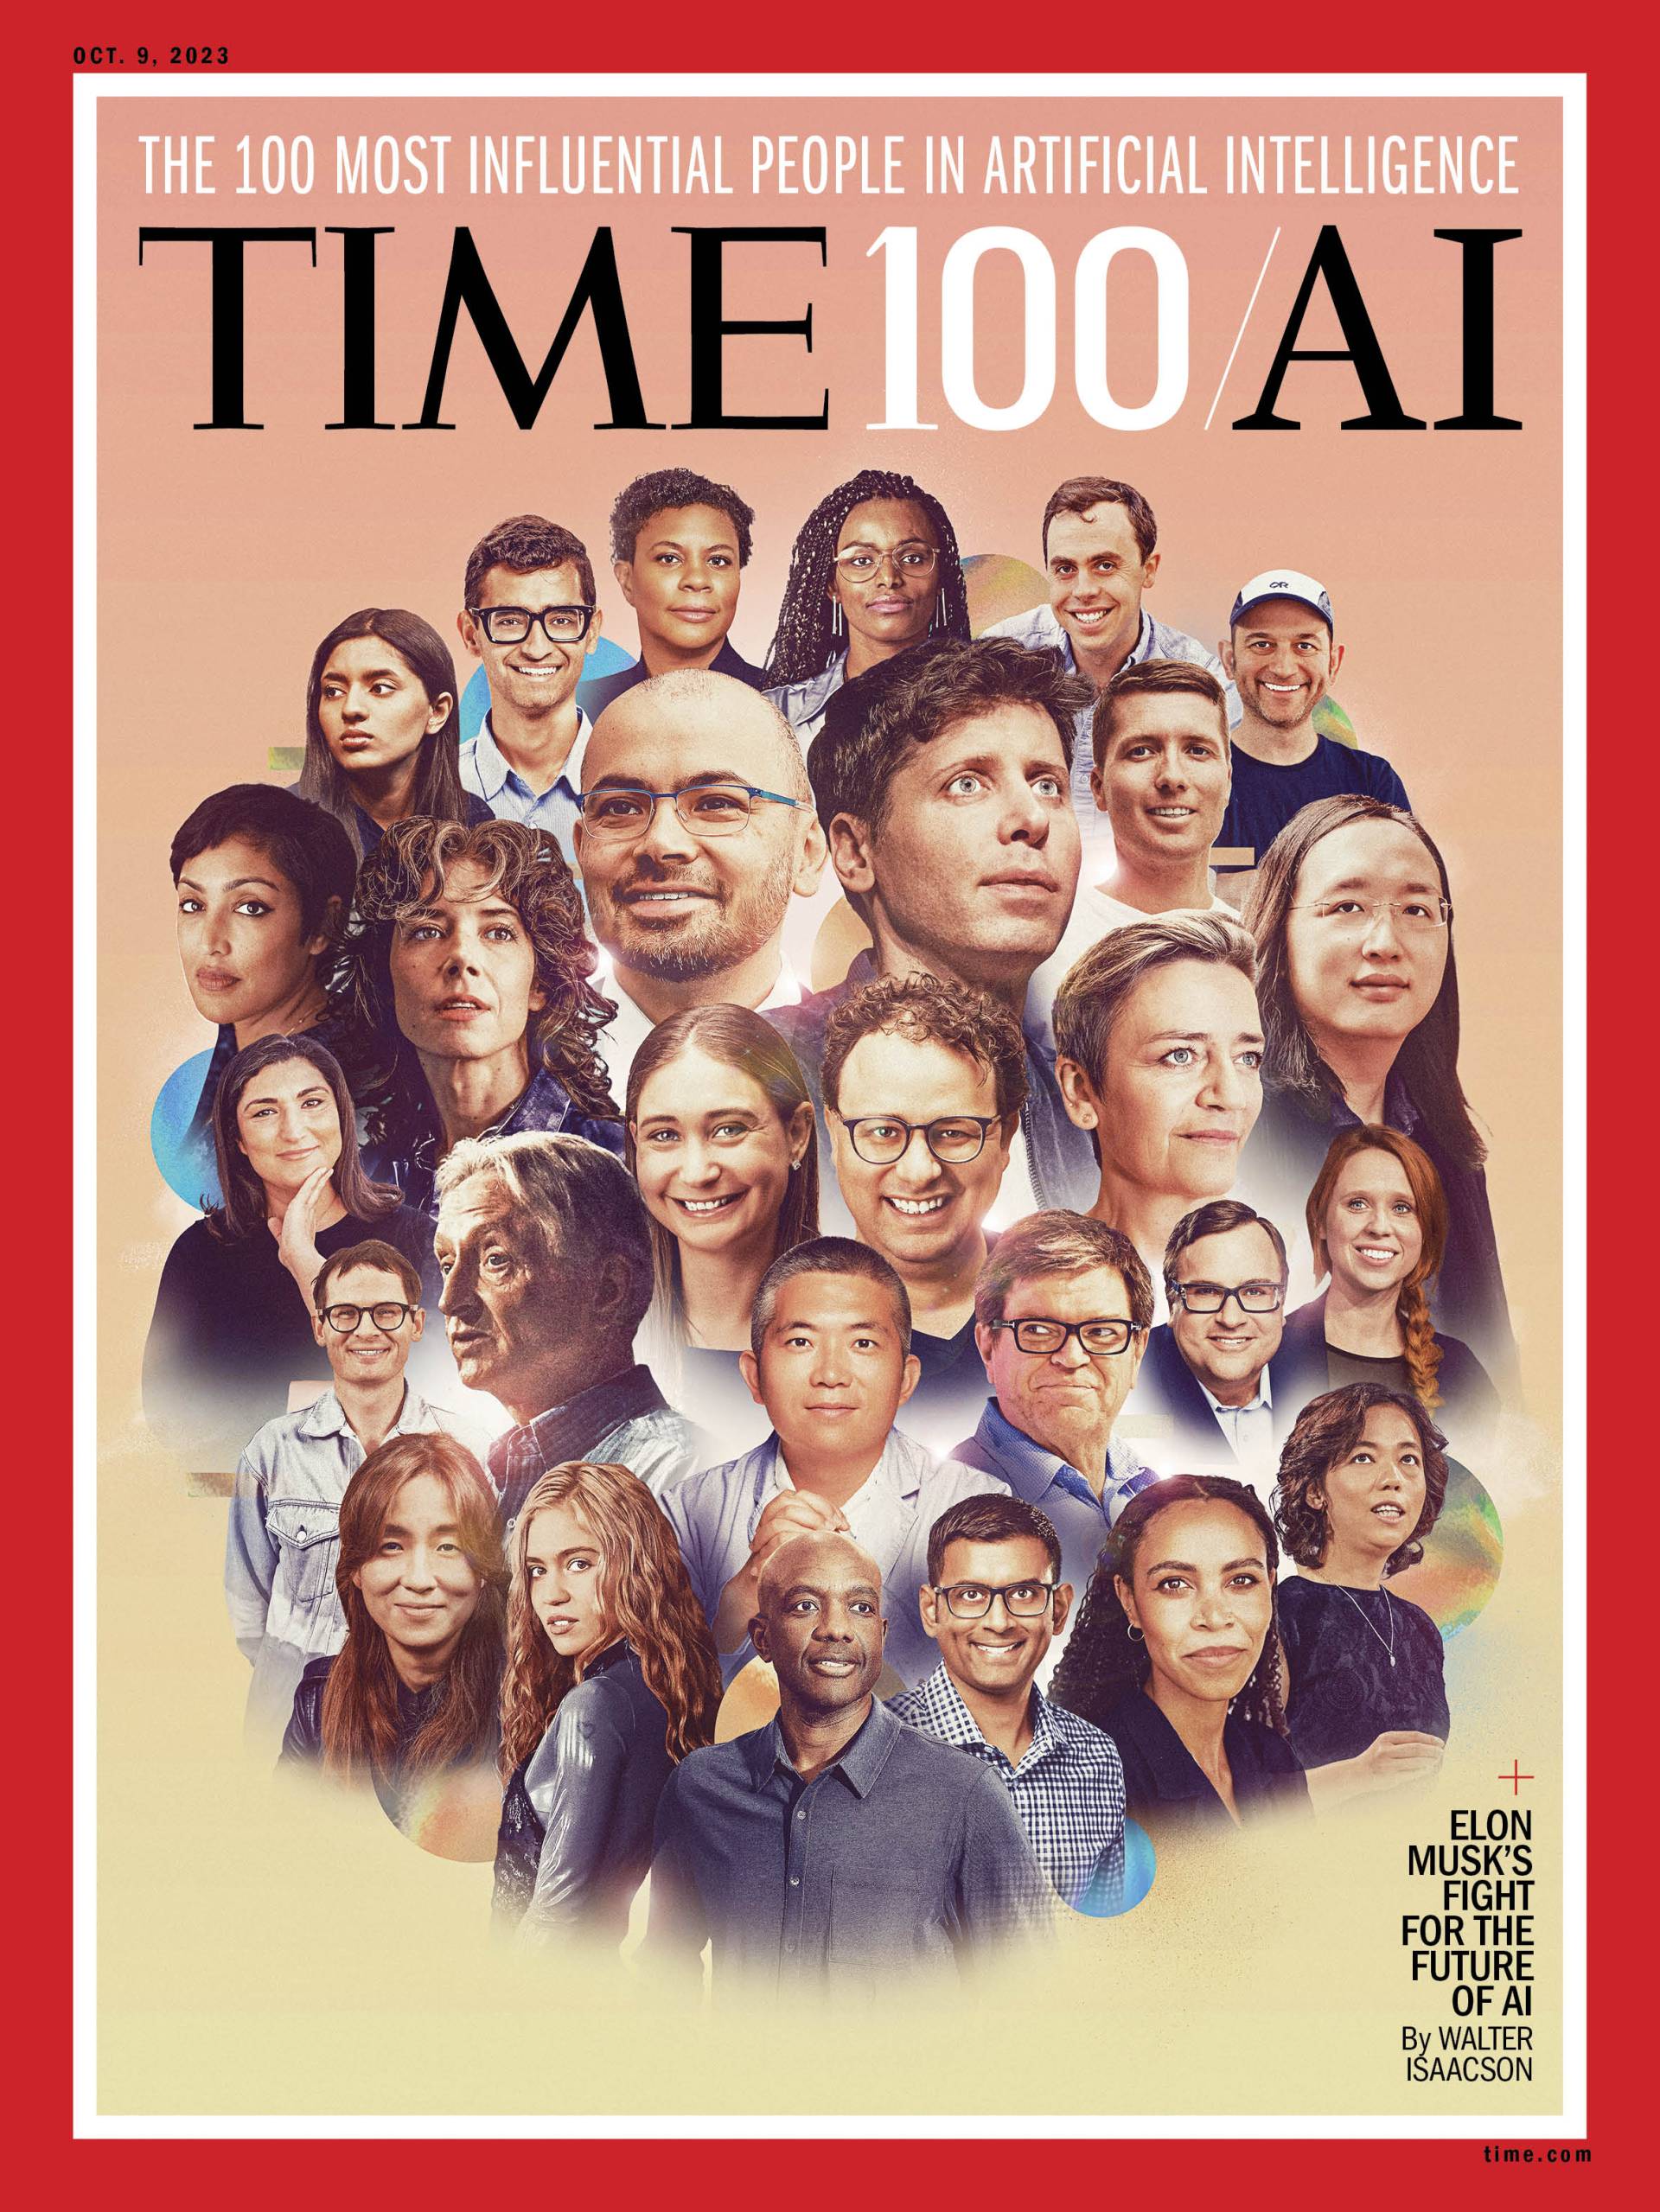 OCT. 9, 2023
THE 100 MOST INFLUENTIAL PEOPLE IN ARTIFICIAL INTELLIGENCE
TIME100/AI
OR
+
ELON
MUSK'S
FIGHT
FOR THE
FUTURE
OF AI
By WALTER
ISAACSON
time.com